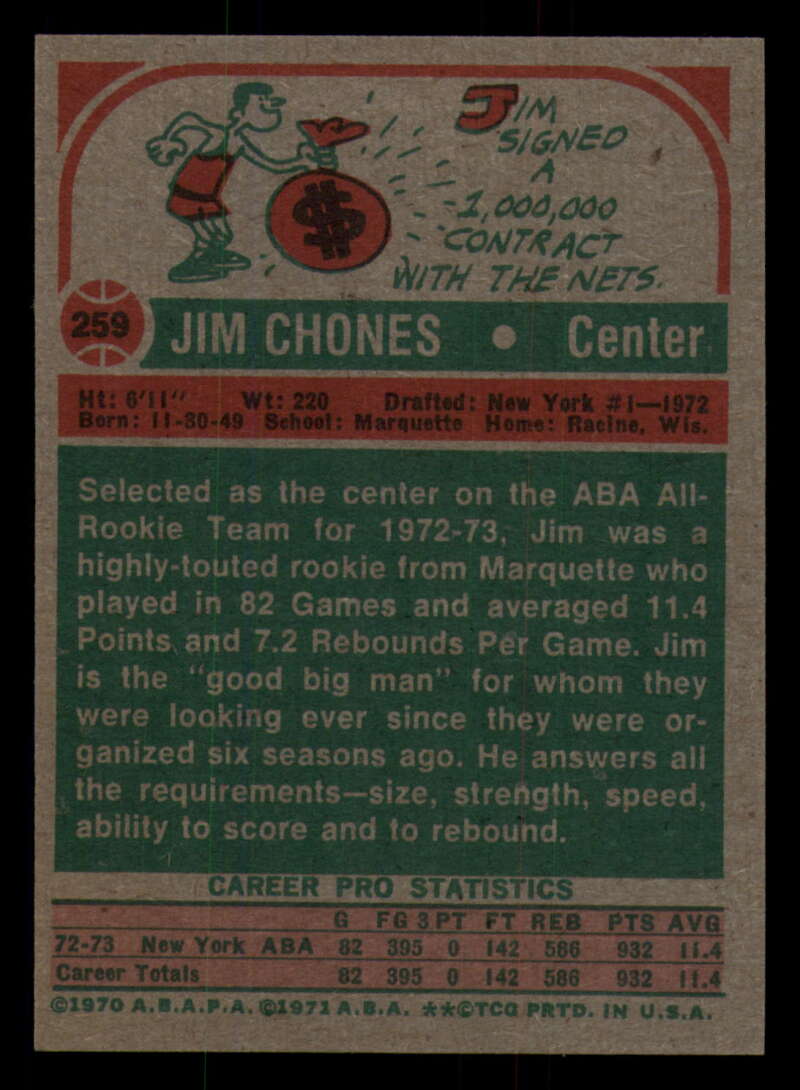 JIM
SIGNED
A
1,000,000
CONTRACT
WITH THE NETS.
$
259 JIM CHONES • Center
Ht: 6'11" Wt: 220 Drafted: New York #1—1972
Born: 11-30-49 School: Marquette Home: Racine, Wis.
Selected as the center on the ABA All-
Rookie Team for 1972-73, Jim was a
highly-touted rookie from Marquette who
played in 82 Games and averaged 11.4
Points and 7.2 Rebounds Per Game. Jim
is the "good big man" for whom they
were looking ever since they were or-
ganized six seasons ago. He answers all
the requirements—size, strength, speed,
ability to score and to rebound.
CAREER PRO STATISTICS
G FG 3PT FT REB PTS AVG
72-73 New York ABA 82 395 0 142 586 932 11.4
Career Totals 82 395 0 142 586 932 11.4
©1970 A.B.A.P.A. ©1971 A.B.A. **©TCG PRTD. IN U.S.A.